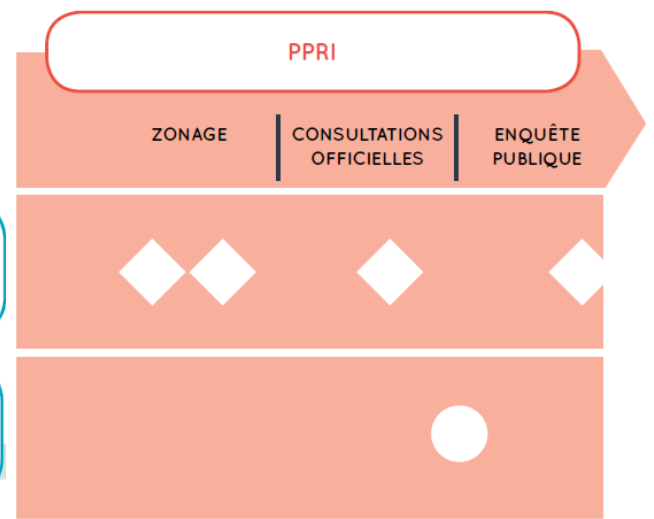 PPRI
ZONAGE
CONSULTATIONS
OFFICIELLES
ENQUÊTE
PUBLIQUE